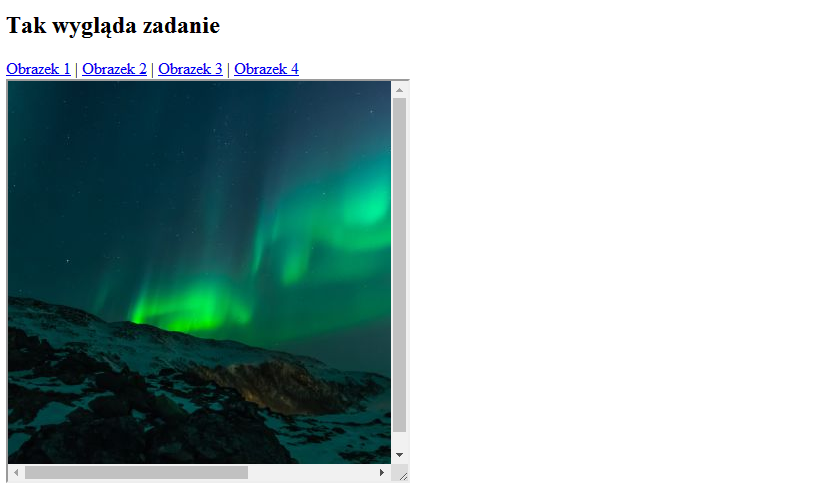 Tak wygląda zadanie
Obrazek 1 | Obrazek 2 | Obrazek 3 | Obrazek 4